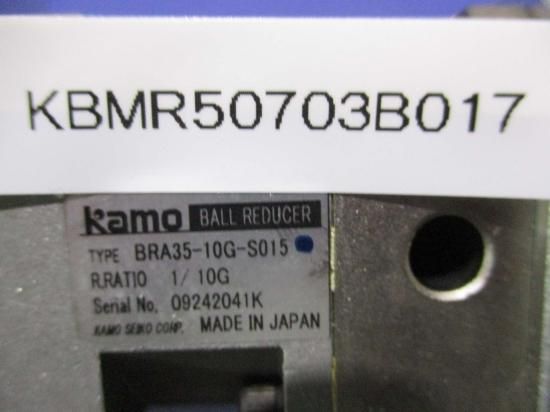 KBMR50703B017
Kamo BALL REDUCER
TYPE BRA35-10G-S015
R.RATIO 1/10G
Serial No. 09242041K
KAMO SEIKO CORP. MADE IN JAPAN